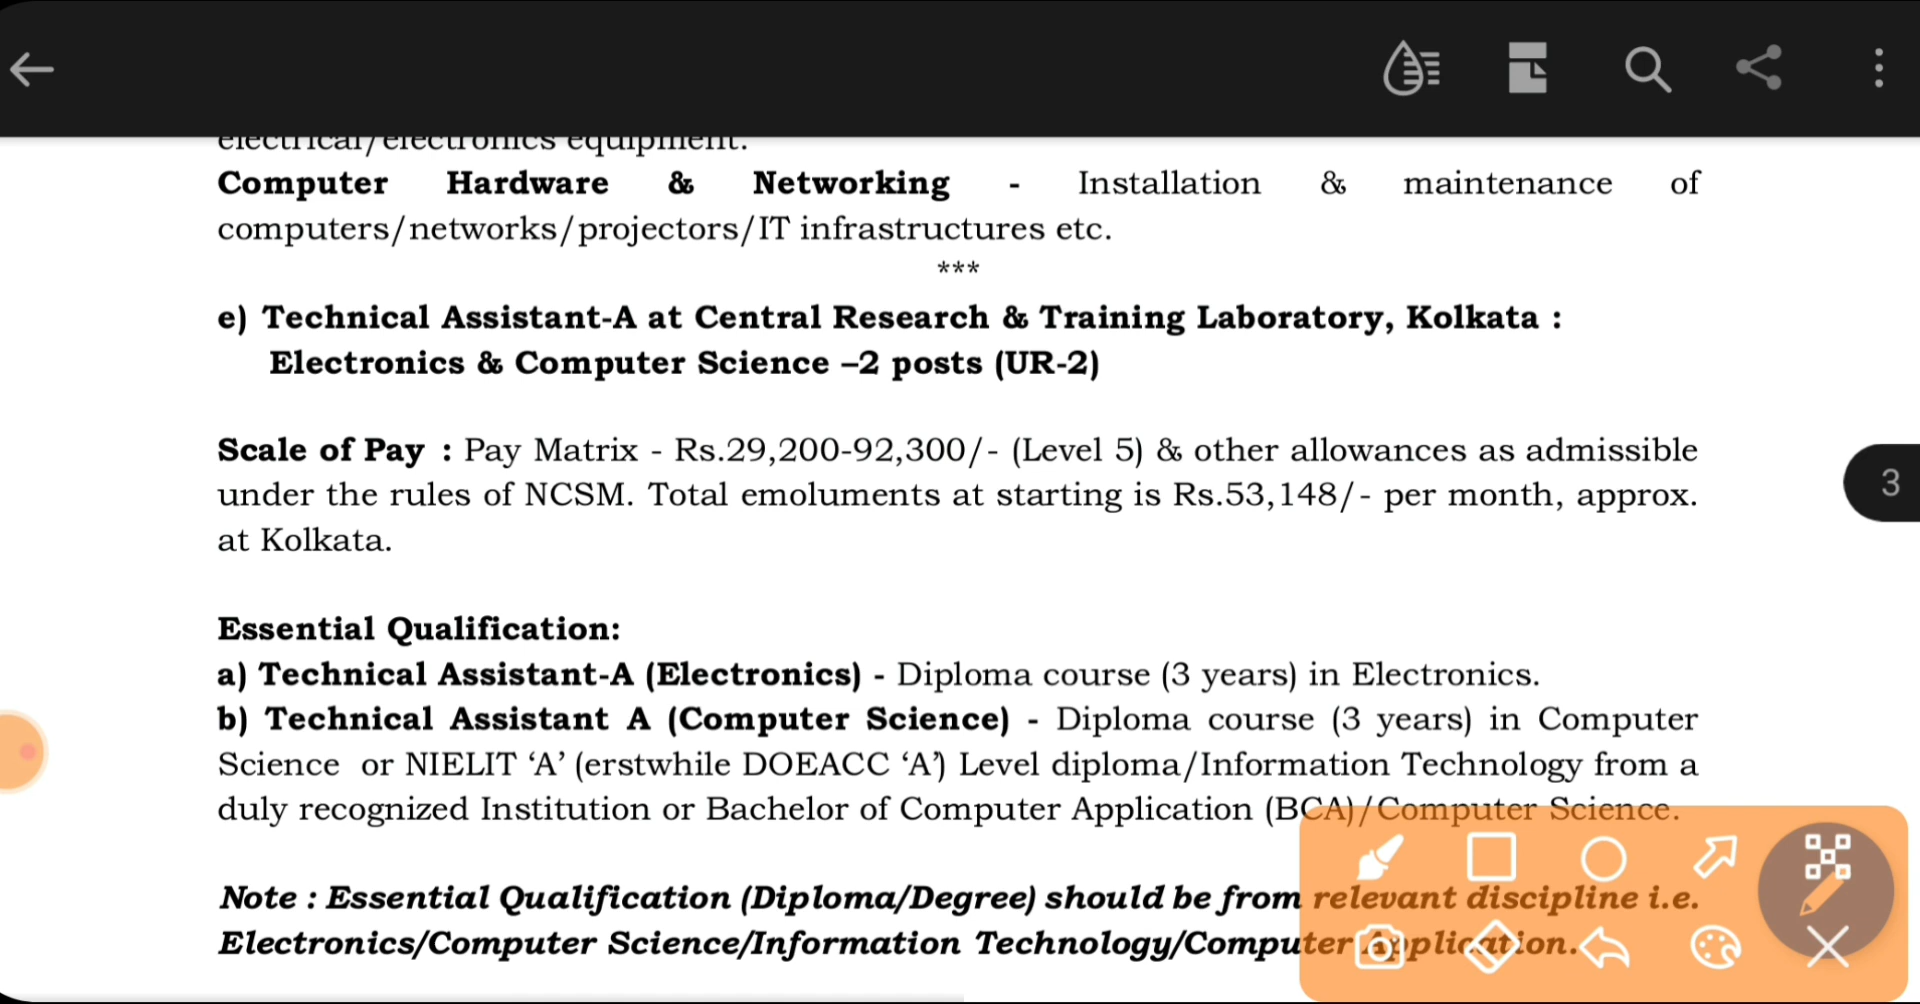 electrical/electronics equipment.
Computer Hardware & Networking - Installation & maintenance of
computers/networks/projectors/IT infrastructures etc.
***
e) Technical Assistant-A at Central Research & Training Laboratory, Kolkata :
Electronics & Computer Science –2 posts (UR-2)
Scale of Pay : Pay Matrix - Rs.29,200-92,300/- (Level 5) & other allowances as admissible
under the rules of NCSM. Total emoluments at starting is Rs.53,148/- per month, approx.
at Kolkata.
3
Essential Qualification:
a) Technical Assistant-A (Electronics) - Diploma course (3 years) in Electronics.
b) Technical Assistant A (Computer Science) - Diploma course (3 years) in Computer
Science or NIELIT ‘A’ (erstwhile DOEACC ‘A’) Level diploma/Information Technology from a
duly recognized Institution or Bachelor of Computer Application (BCA)/Computer Science.
Note : Essential Qualification (Diploma/Degree) should be from relevant discipline i.e.
Electronics/Computer Science/Information Technology/Computer Application.